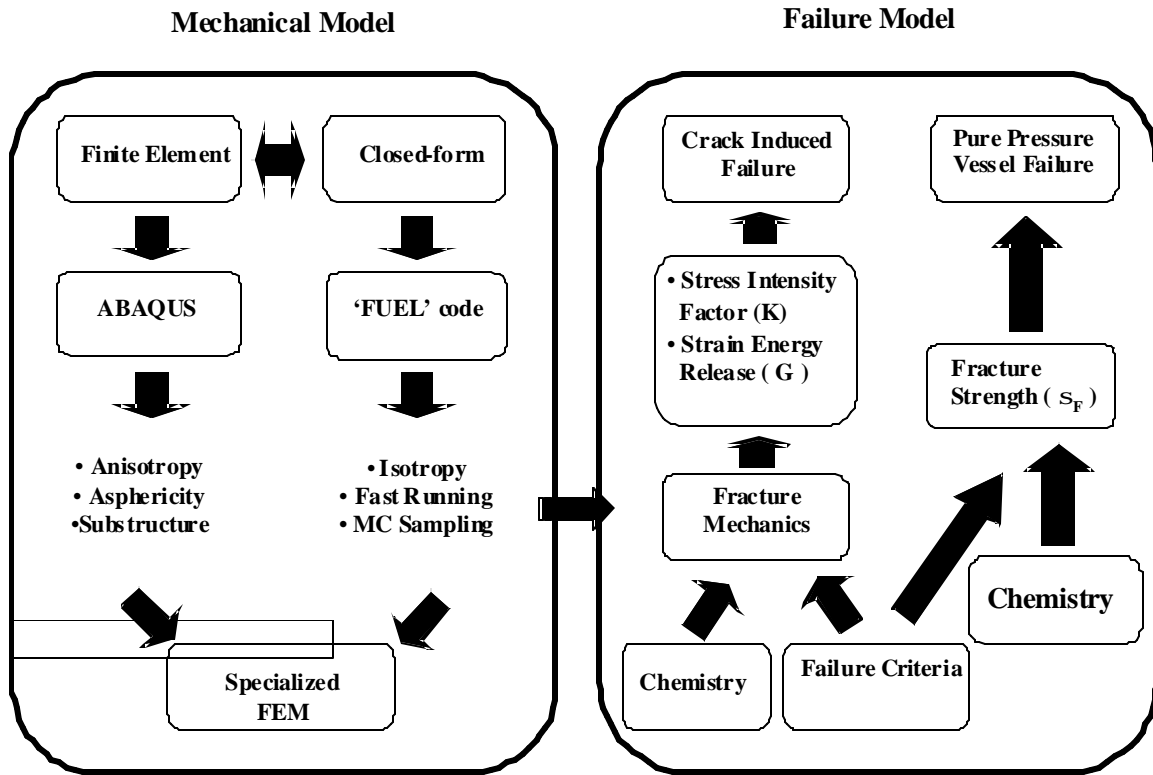 Mechanical Model
Finite Element
Closed-form
ABAQUS
‘FUEL’ code
• Anisotropy
• Asphericity
•Substructure
• Isotropy
• Fast Running
• MC Sampling
Specialized
FEM
Failure Model
Crack Induced
Failure
Pure Pressure
Vessel Failure
• Stress Intensity
Factor (K)
• Strain Energy
Release ( G )
Fracture
Strength ( s_F )
Fracture
Mechanics
Chemistry
Chemistry
Failure Criteria